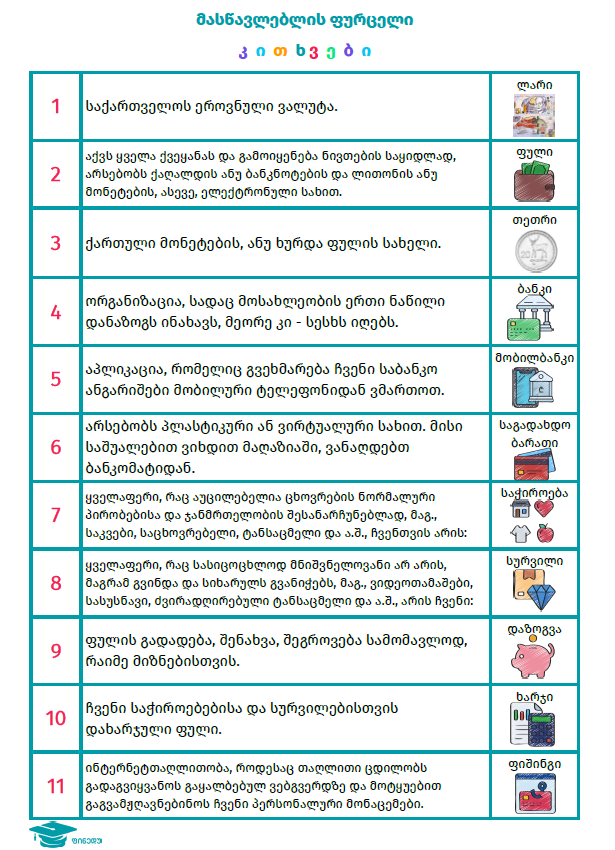 მასწავლებლის ფურცელი
კითხვები
1
საქართველოს ეროვნული ვალუტა.
ლარი
2
აქვს ყველა ქვეყანას და გამოიყენება ნივთების საყიდლად,
არსებობს ქაღალდის ანუ ბანკნოტების და ლითონის ანუ
მონეტების, ასევე, ელექტრონული სახით.
ფული
3
ქართული მონეტების, ანუ ხურდა ფულის სახელი.
თეთრი
4
ორგანიზაცია, სადაც მოსახლეობის ერთი ნაწილი
დანაზოგს ინახავს, მეორე კი - სესხს იღებს.
ბანკი
5
აპლიკაცია, რომელიც გვეხმარება ჩვენი საბანკო
ანგარიშები მობილური ტელეფონიდან ვმართოთ.
მობილბანკი
6
არსებობს პლასტიკური ან ვირტუალური სახით. მისი
საშუალებით ვიხდით მაღაზიაში, ვანაღდებთ
ბანკომატიდან.
საგადახდო
ბარათი
7
ყველაფერი, რაც აუცილებელია ცხოვრების ნორმალური
პირობებისა და ჯანმრთელობის შესანარჩუნებლად, მაგ.,
საკვები, საცხოვრებელი, ტანსაცმელი და ა.შ., ჩვენთვის არის:
საჭიროება
8
ყველაფერი, რაც სასიცოცხლოდ მნიშვნელოვანი არ არის,
მაგრამ გვინდა და სიხარულს გვანიჭებს, მაგ., ვიდეოთამაშები,
სასუსნავი, ძვირადღირებული ტანსაცმელი და ა.შ., არის ჩვენი:
სურვილი
9
ფულის გადადება, შენახვა, შეგროვება სამომავლოდ,
რაიმე მიზნებისთვის.
დაზოგვა
10
ჩვენი საჭიროებებისა და სურვილებისთვის
დახარჯული ფული.
ხარჯი
11
ინტერნეტთაღლითობა, როდესაც თაღლითი ცდილობს
გადაგვიყვანოს გაყალბებულ ვებგვერდზე და მოტყუებით
გაგვამჟღავნებინოს ჩვენი პერსონალური მონაცემები.
ფიშინგი
ფინედუ